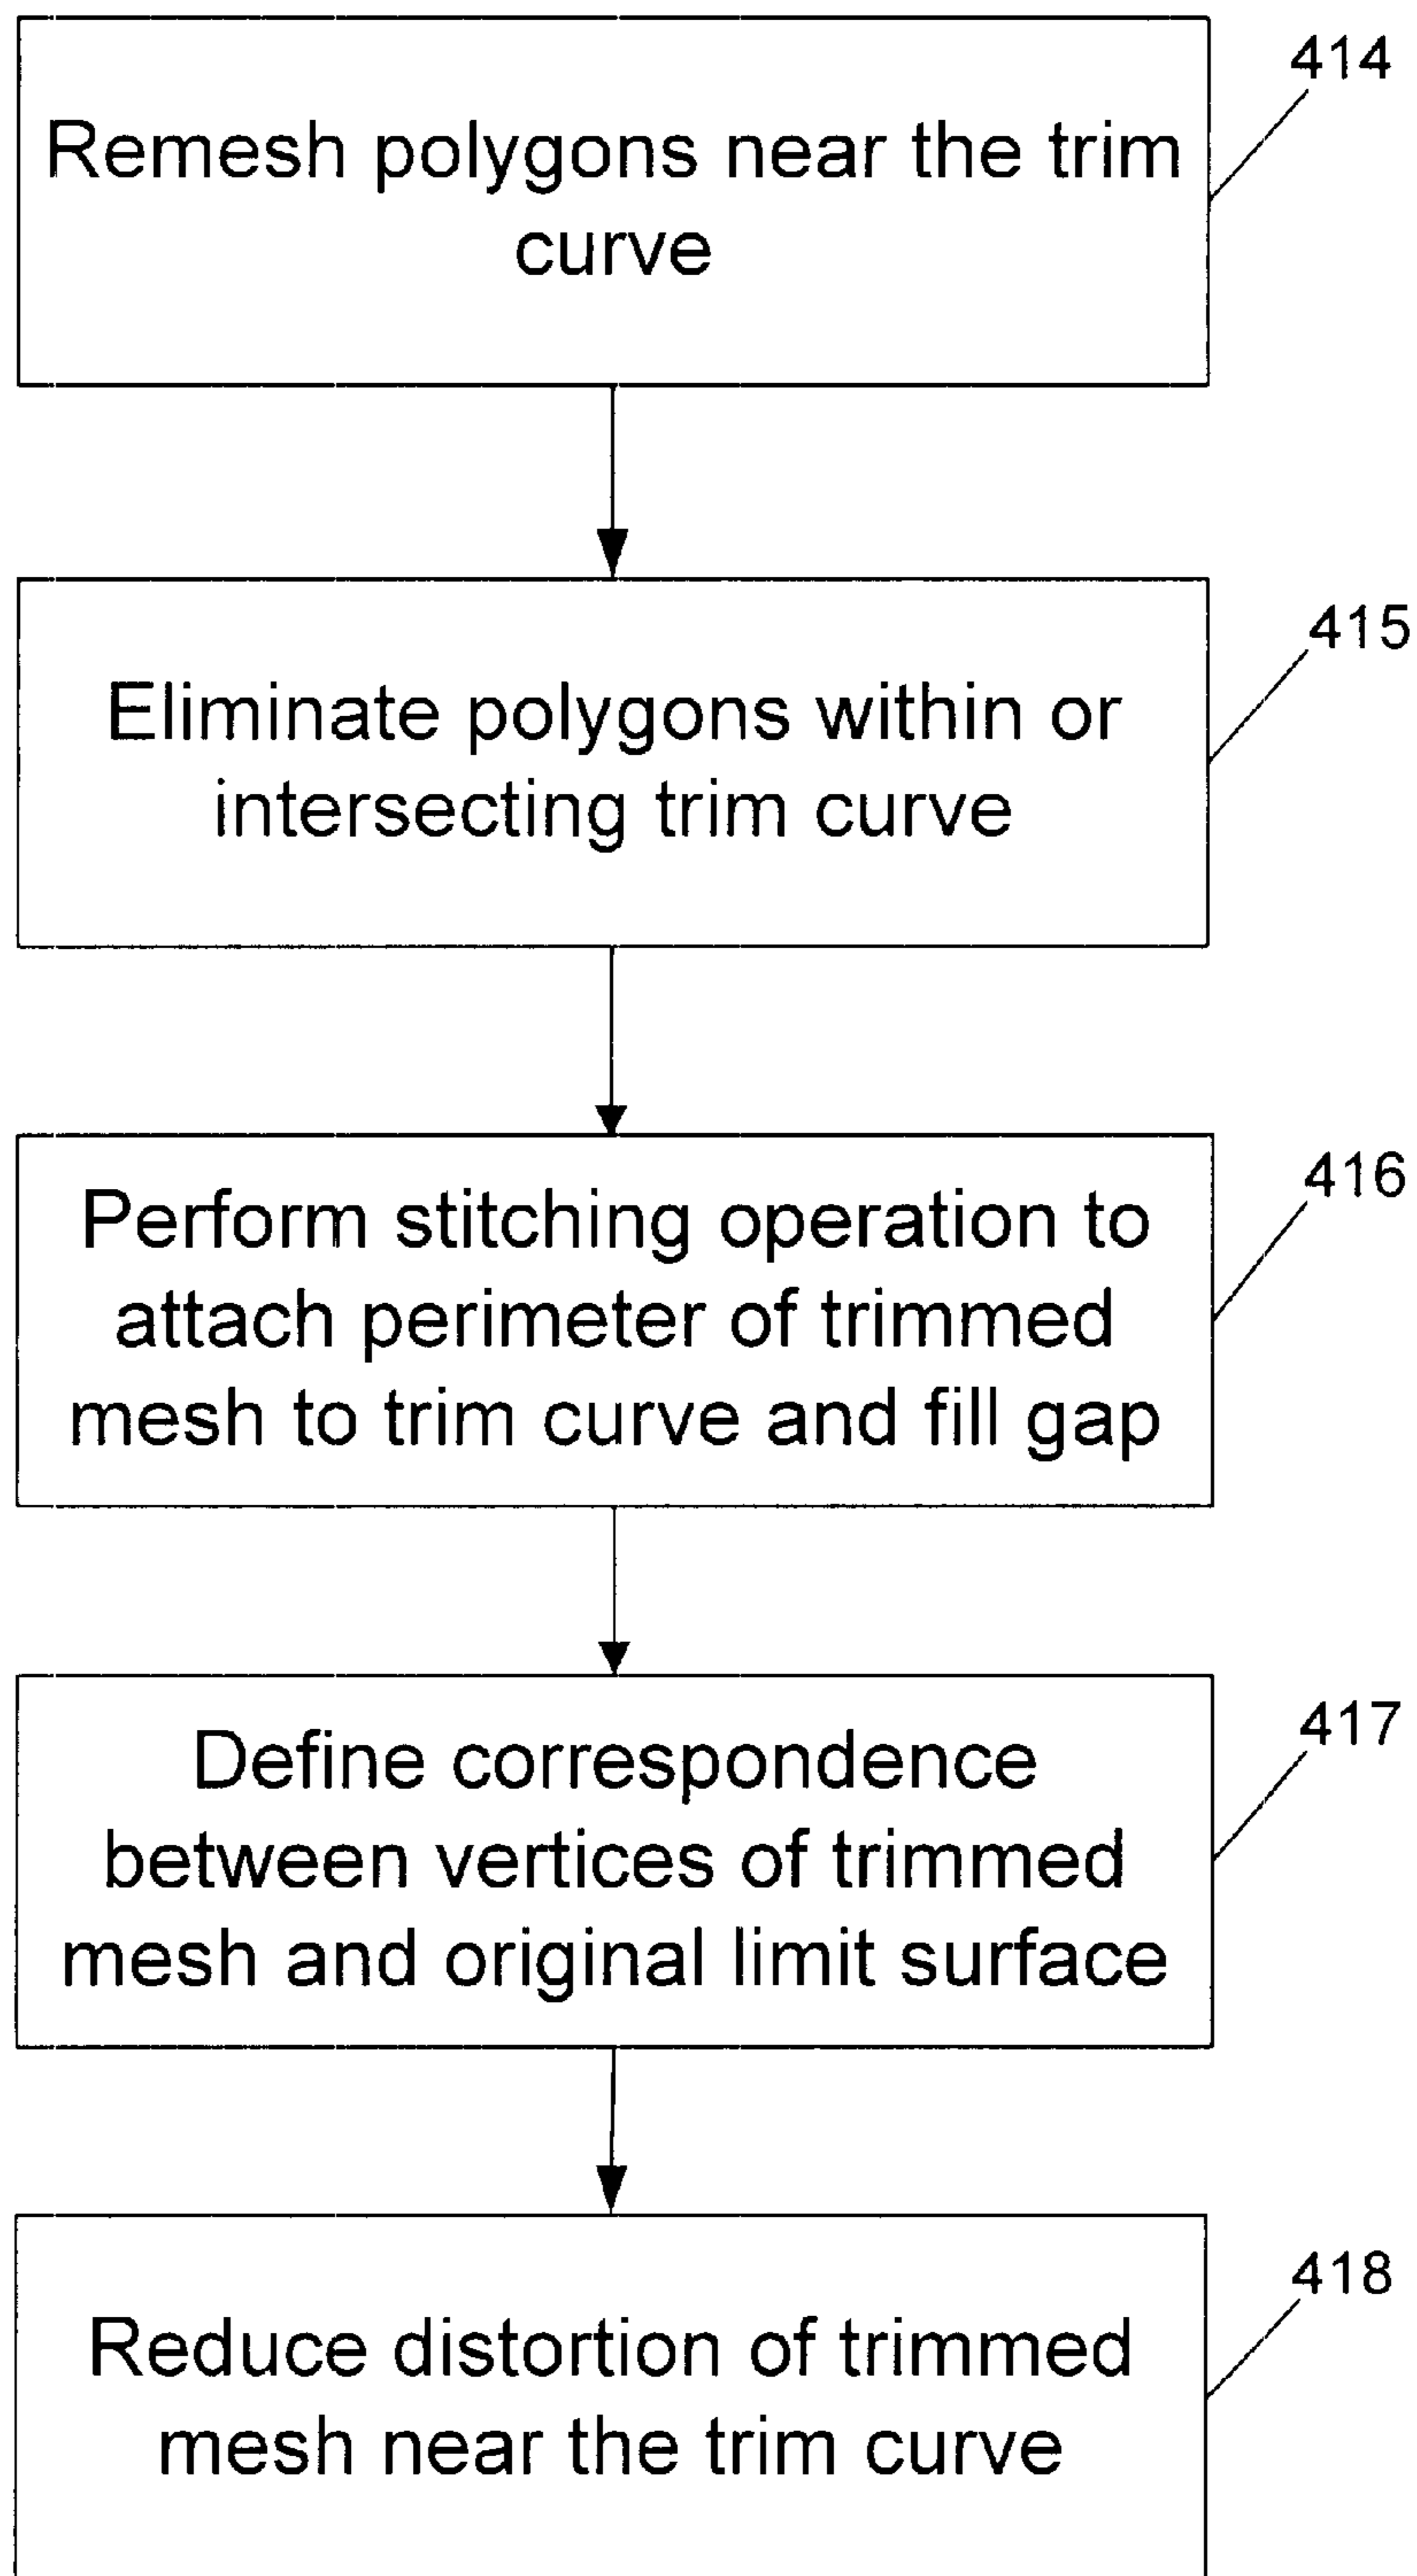 414
Remesh polygons near the trim
curve
415
Eliminate polygons within or
intersecting trim curve
416
Perform stitching operation to
attach perimeter of trimmed
mesh to trim curve and fill gap
417
Define correspondence
between vertices of trimmed
mesh and original limit surface
418
Reduce distortion of trimmed
mesh near the trim curve